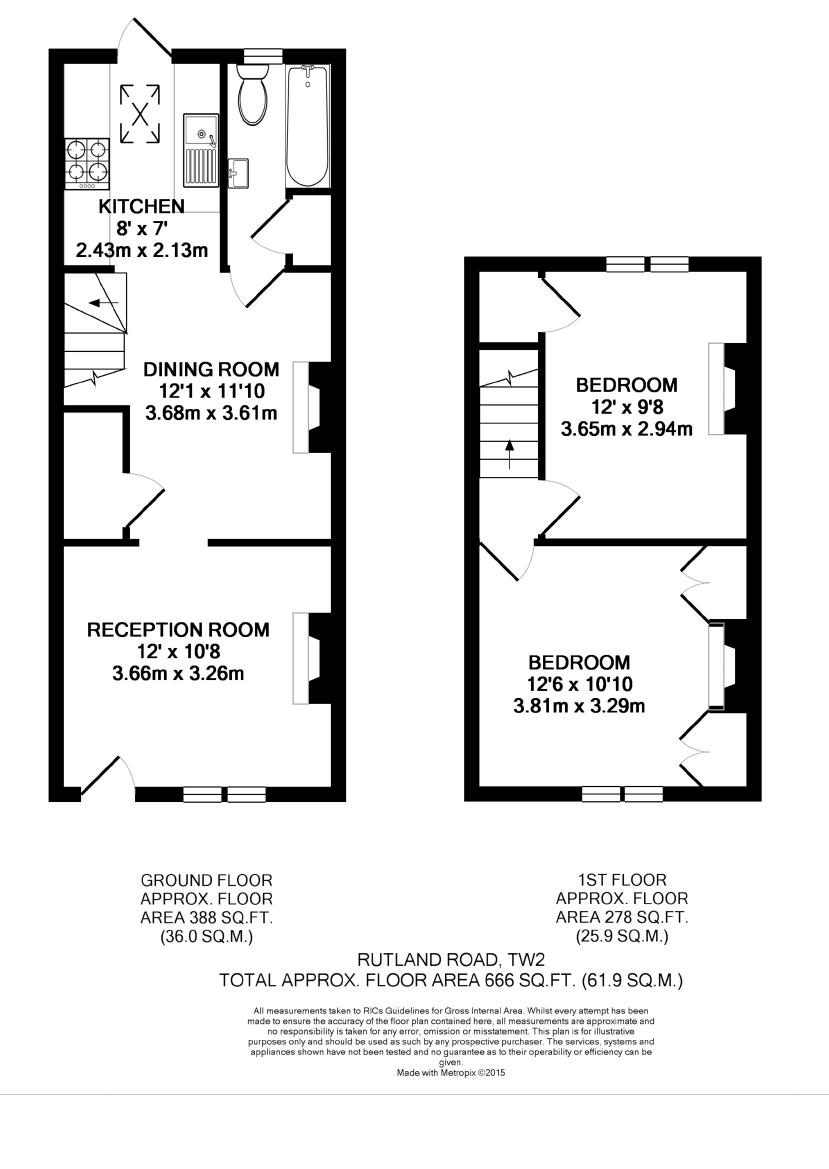 KITCHEN
8' x 7'
2.43m x 2.13m
DINING ROOM
12'1 x 11'10
3.68m x 3.61m
RECEPTION ROOM
12' x 10'8
3.66m x 3.26m
BEDROOM
12' x 9'8
3.65m x 2.94m
BEDROOM
12'6 x 10'10
3.81m x 3.29m
GROUND FLOOR
APPROX. FLOOR
AREA 388 SQ.FT.
(36.0 SQ.M.)
1ST FLOOR
APPROX. FLOOR
AREA 278 SQ.FT.
(25.9 SQ.M.)
RUTLAND ROAD, TW2
TOTAL APPROX. FLOOR AREA 666 SQ.FT. (61.9 SQ.M.)
All measurements taken to RICs Guidelines for Gross Internal Area. Whilst every attempt has been
made to ensure the accuracy of the floor plan contained here, all measurements are approximate and
no responsibility is taken for any error, omission or misstatement. This plan is for illustrative
purposes only and should be used as such by any prospective purchaser. The services, systems and
appliances shown have not been tested and no guarantee as to their operability or efficiency can be
given.
Made with Metropix ©2015